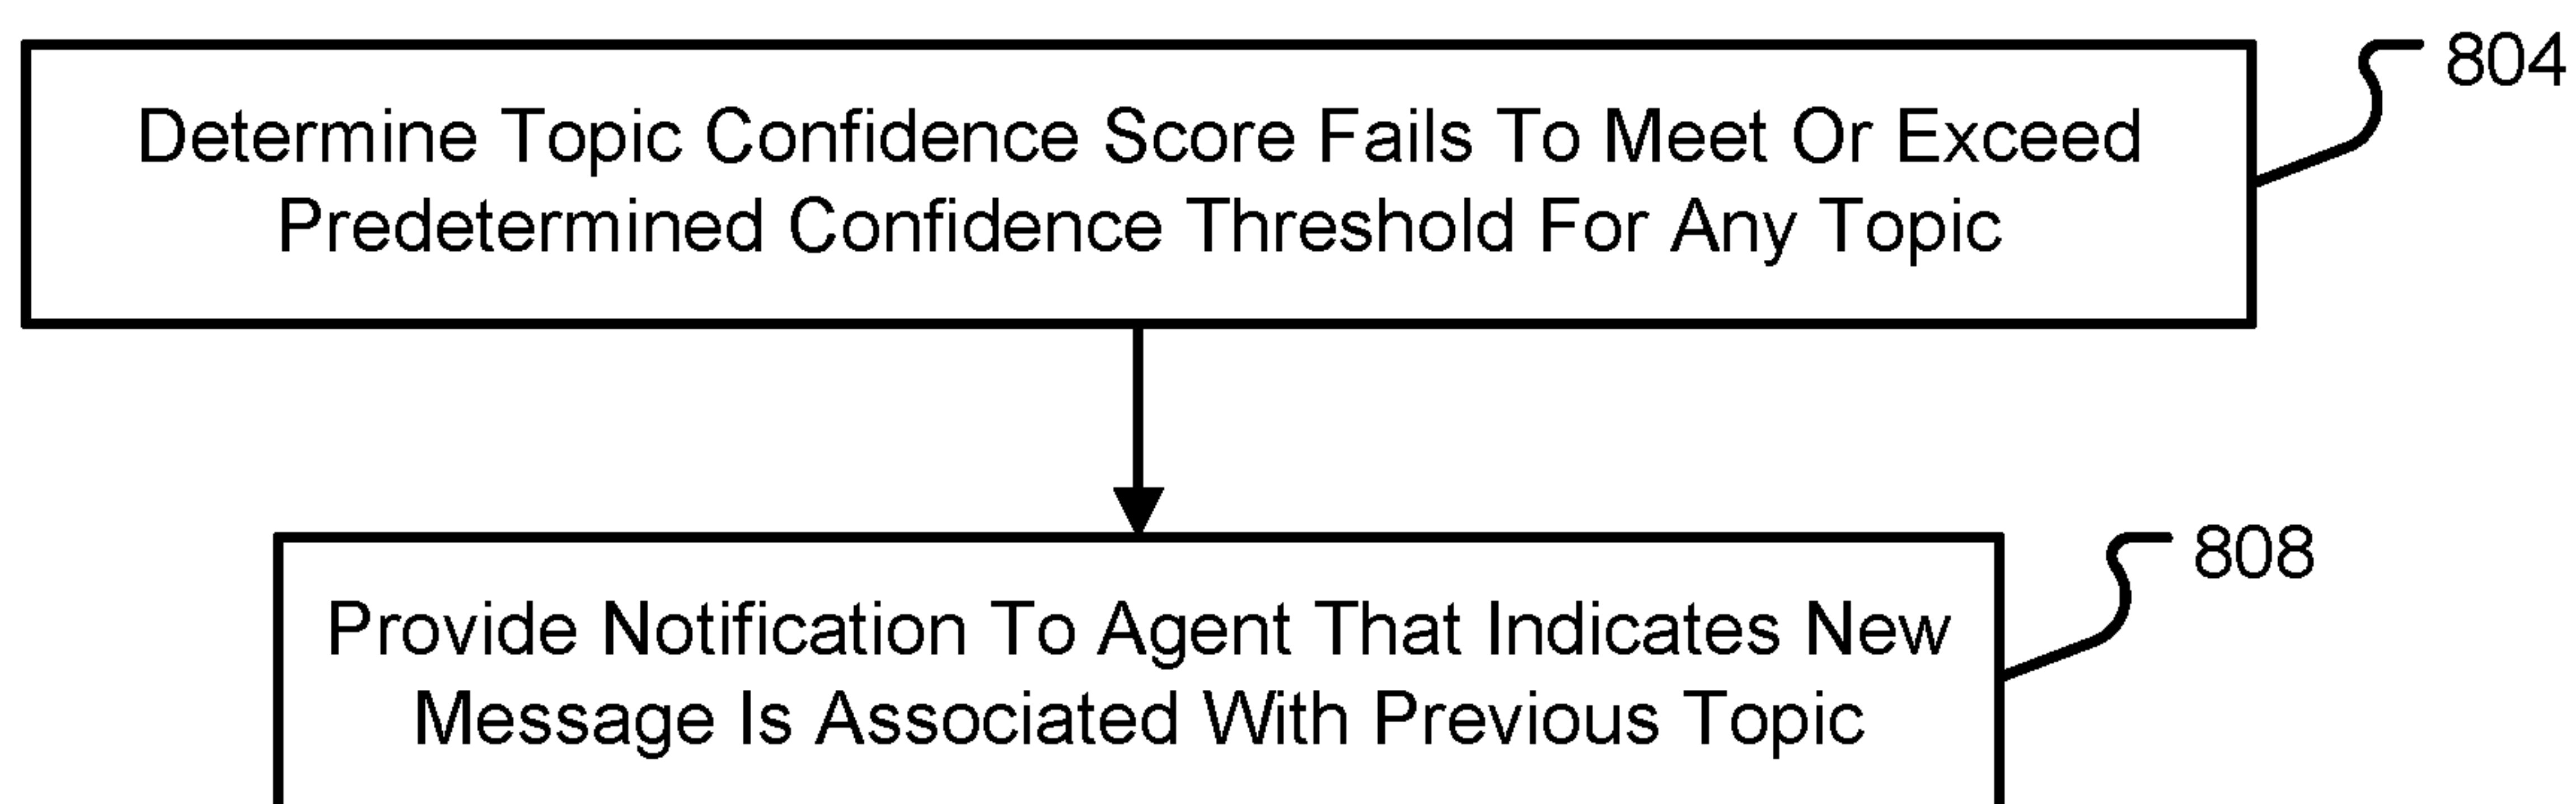 804
Determine Topic Confidence Score Fails To Meet Or Exceed
Predetermined Confidence Threshold For Any Topic
808
Provide Notification To Agent That Indicates New
Message Is Associated With Previous Topic